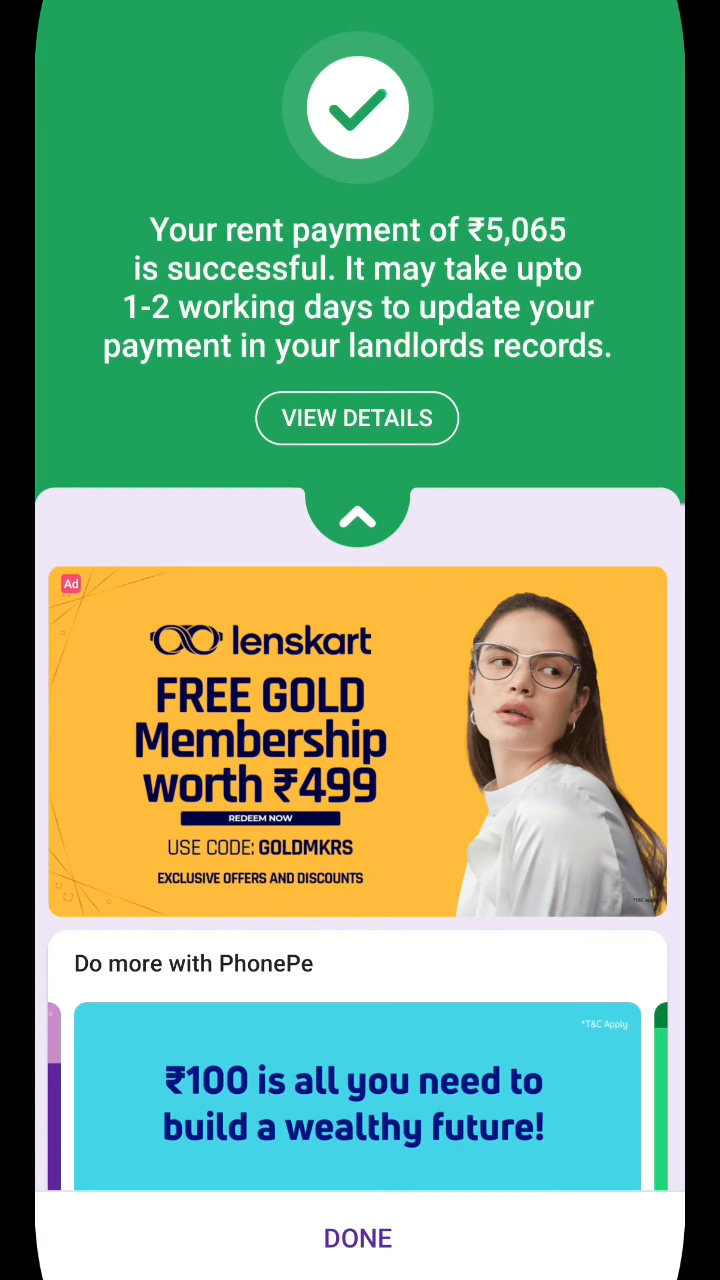 Your rent payment of ₹5,065
is successful. It may take upto
1-2 working days to update your
payment in your landlords records.
VIEW DETAILS
Ad
lenskart
FREE GOLD
Membership
worth ₹499
REDEEM NOW
USE CODE: GOLDMKRS
EXCLUSIVE OFFERS AND DISCOUNTS
*T&C apply
Do more with PhonePe
*T&C Apply
₹100 is all you need to
build a wealthy future!
DONE